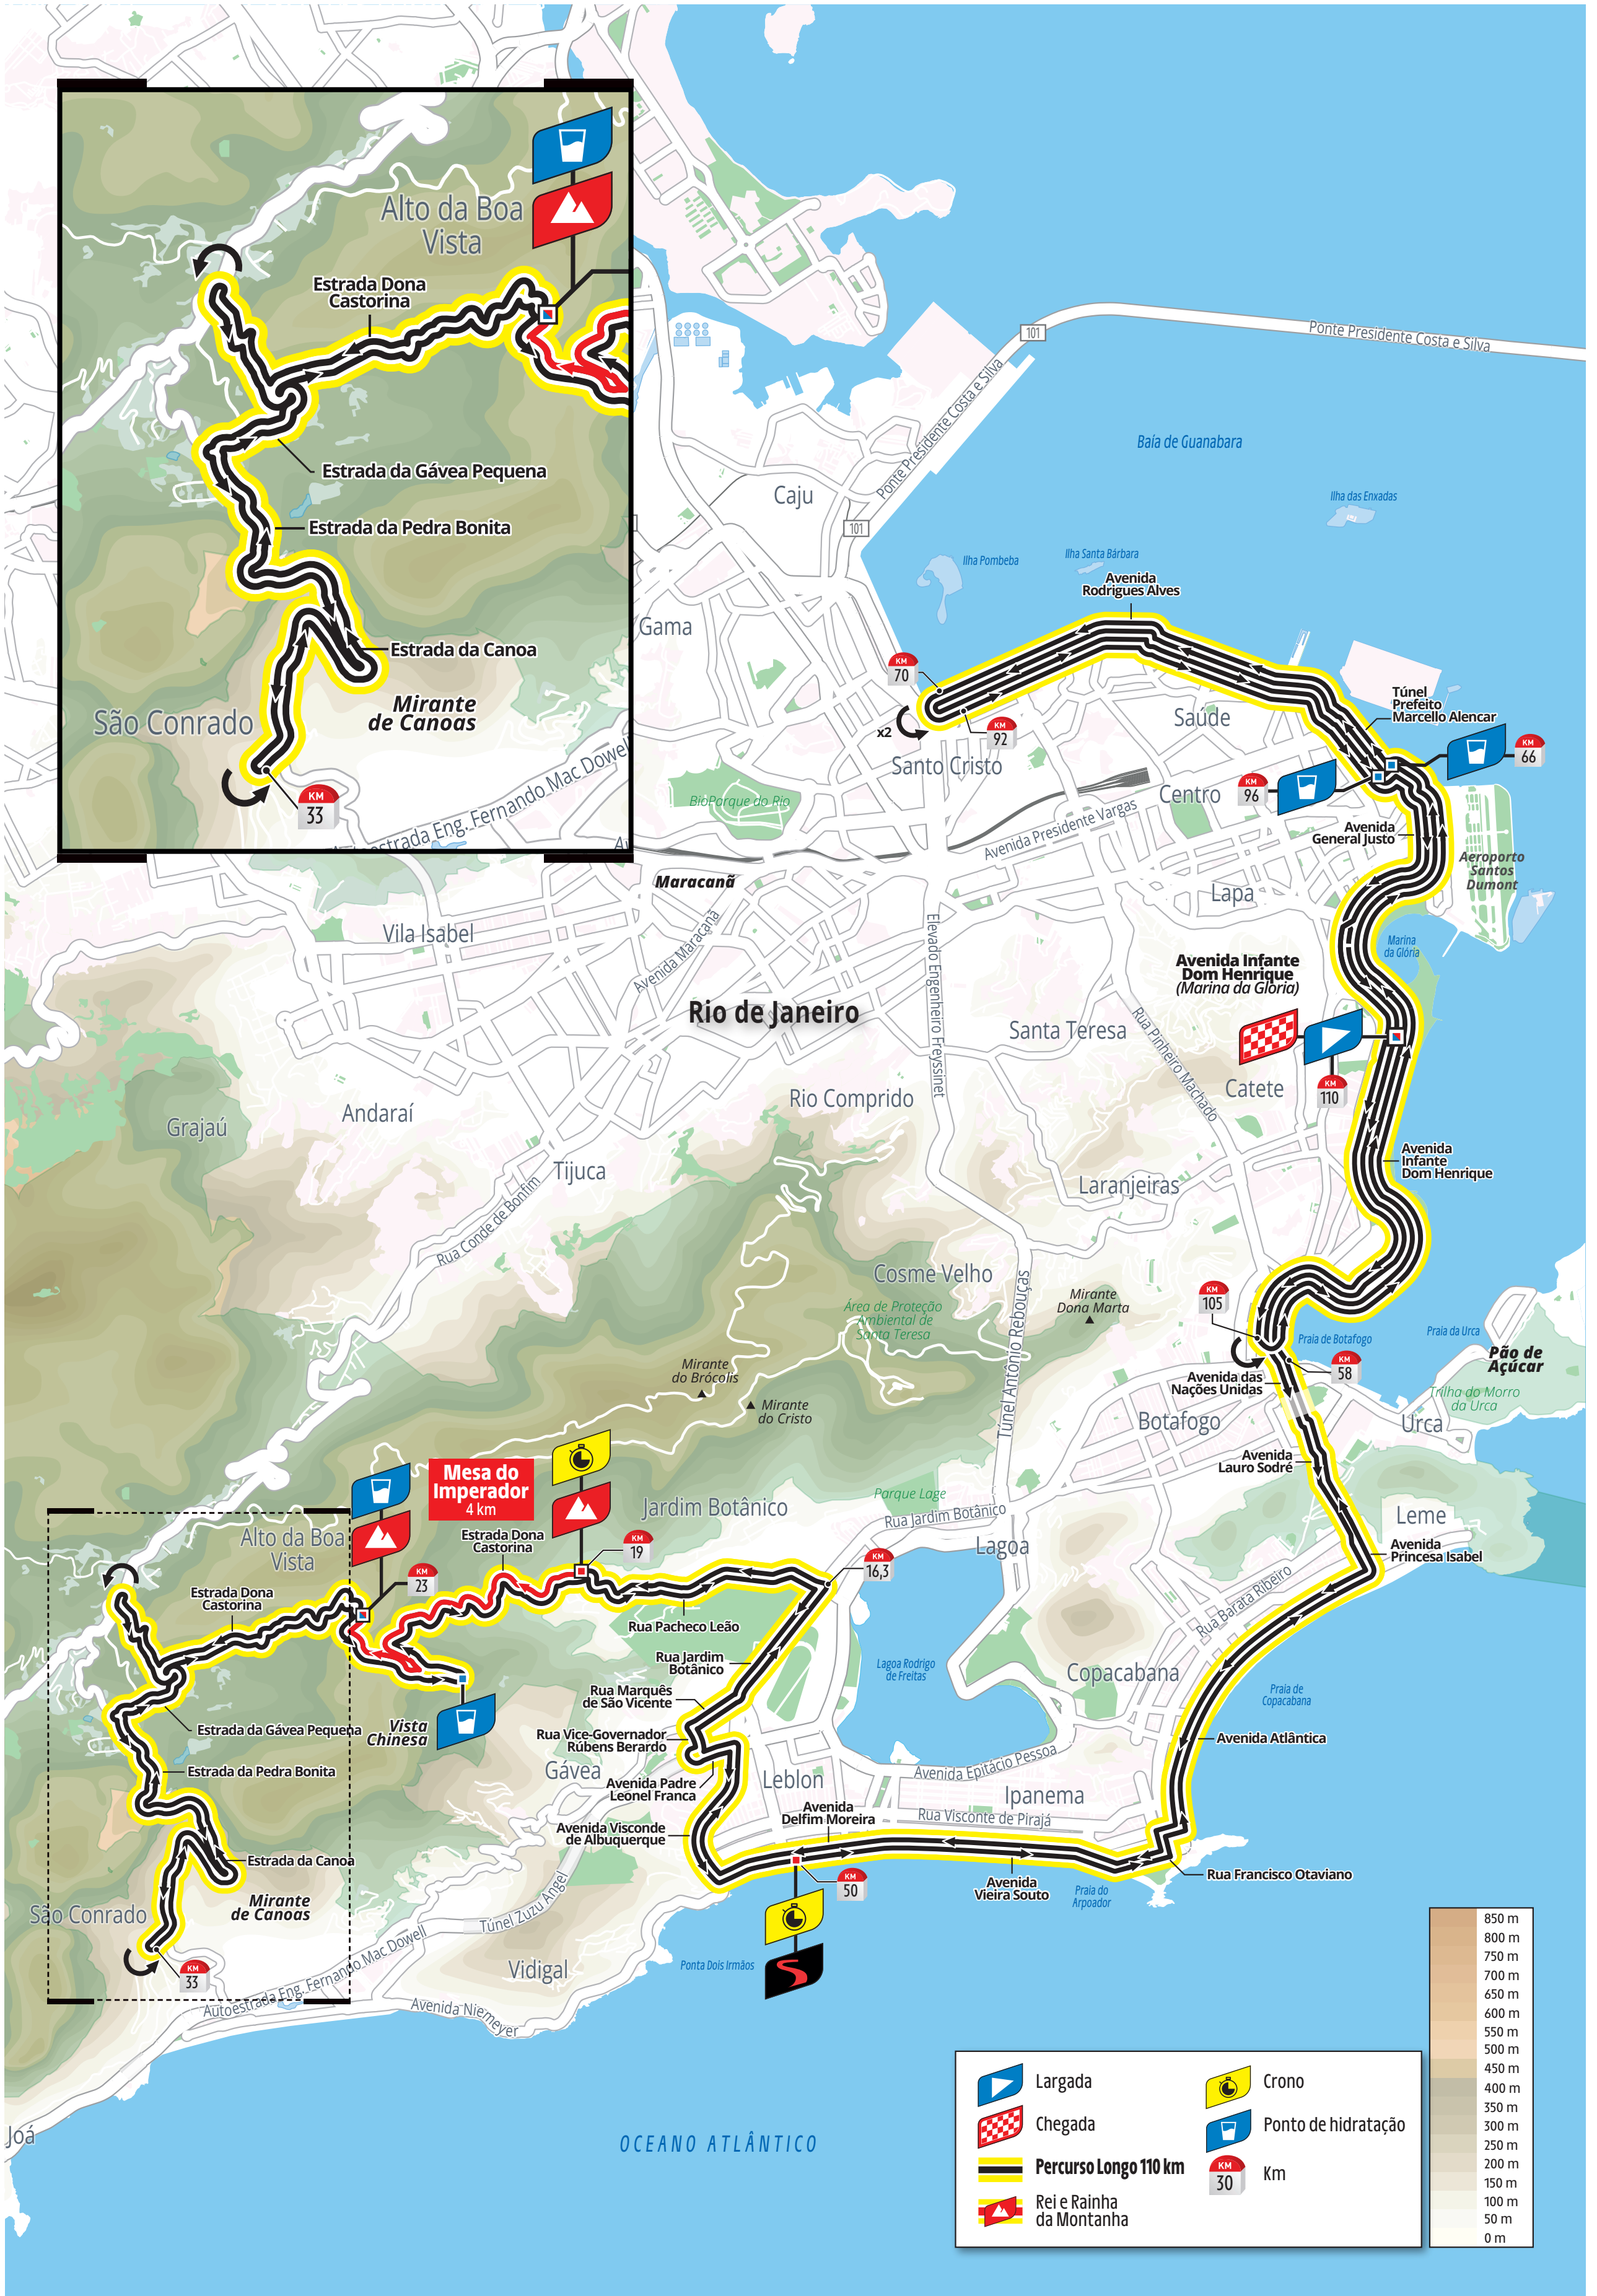 Alto da Boa
Vista
Estrada Dona
Castorina
Estrada da Gávea Pequena
Estrada da Pedra Bonita
Estrada da Canoa
Mirante
de Canoas
São Conrado
KM
33
Autoestrada Eng. Fernando Mac Dowell
101
Ponte Presidente Costa e Silva
Ponte Presidente Costa e Silva
101
Baía de Guanabara
Ilha das Enxadas
Ilha Santa Bárbara
Ilha Pombeba
Caju
Gama
Avenida
Rodrigues Alves
KM
70
x2
KM
92
Santo Cristo
Saúde
Túnel
Prefeito
Marcello Alencar
KM
66
KM
96
Centro
BioParque do Rio
Avenida Presidente Vargas
Avenida
General Justo
Aeroporto
Santos
Dumont
Maracanã
Lapa
Vila Isabel
Avenida Maracanã
Elevado Engenheiro Freyssinet
Marina
da Glória
Avenida Infante
Dom Henrique
(Marina da Glória)
Rio de Janeiro
Santa Teresa
Rua Pinheiro Machado
KM
110
Catete
Rio Comprido
Andaraí
Grajaú
Tijuca
Rua Conde de Bonfim
Laranjeiras
Avenida
Infante
Dom Henrique
Cosme Velho
Área de Proteção
Ambiental de
Santa Teresa
Túnel Antônio Rebouças
Mirante
Dona Marta
KM
105
Praia de Botafogo
Praia da Urca
Pão de
Açúcar
KM
58
Avenida das
Nações Unidas
Trilha do Morro
da Urca
Urca
Botafogo
Mirante
do Brócolis
Mirante
do Cristo
Avenida
Lauro Sodré
Mesa do
Imperador
4 km
Jardim Botânico
Parque Lage
Rua Jardim Botânico
Lagoa
Leme
Avenida
Princesa Isabel
Alto da Boa
Vista
Estrada Dona
Castorina
KM
19
KM
23
KM
16,3
Estrada Dona
Castorina
Rua Pacheco Leão
Rua Barata Ribeiro
Rua Jardim
Botânico
Lagoa Rodrigo
de Freitas
Copacabana
Praia de
Copacabana
Rua Marquês
de São Vicente
Estrada da Gávea Pequena
Vista
Chinesa
Rua Vice-Governador
Rúbens Berardo
Avenida Atlântica
Estrada da Pedra Bonita
Gávea
Avenida Padre
Leonel Franca
Leblon
Avenida Epitácio Pessoa
Ipanema
Avenida
Delfim Moreira
Rua Visconte de Pirajá
Avenida Visconde
de Albuquerque
Estrada da Canoa
Rua Francisco Otaviano
KM
50
Avenida
Vieira Souto
Praia do
Arpoador
Mirante
de Canoas
São Conrado
Túnel Zuzu Angel
KM
33
Autoestrada Eng. Fernando Mac Dowell
Vidigal
Ponta Dois Irmãos
Avenida Niemeyer
Joá
OCEANO ATLÂNTICO
Largada
Chegada
Percurso Longo 110 km
Rei e Rainha
da Montanha
Crono
Ponto de hidratação
KM
30
Km
850 m
800 m
750 m
700 m
650 m
600 m
550 m
500 m
450 m
400 m
350 m
300 m
250 m
200 m
150 m
100 m
50 m
0 m